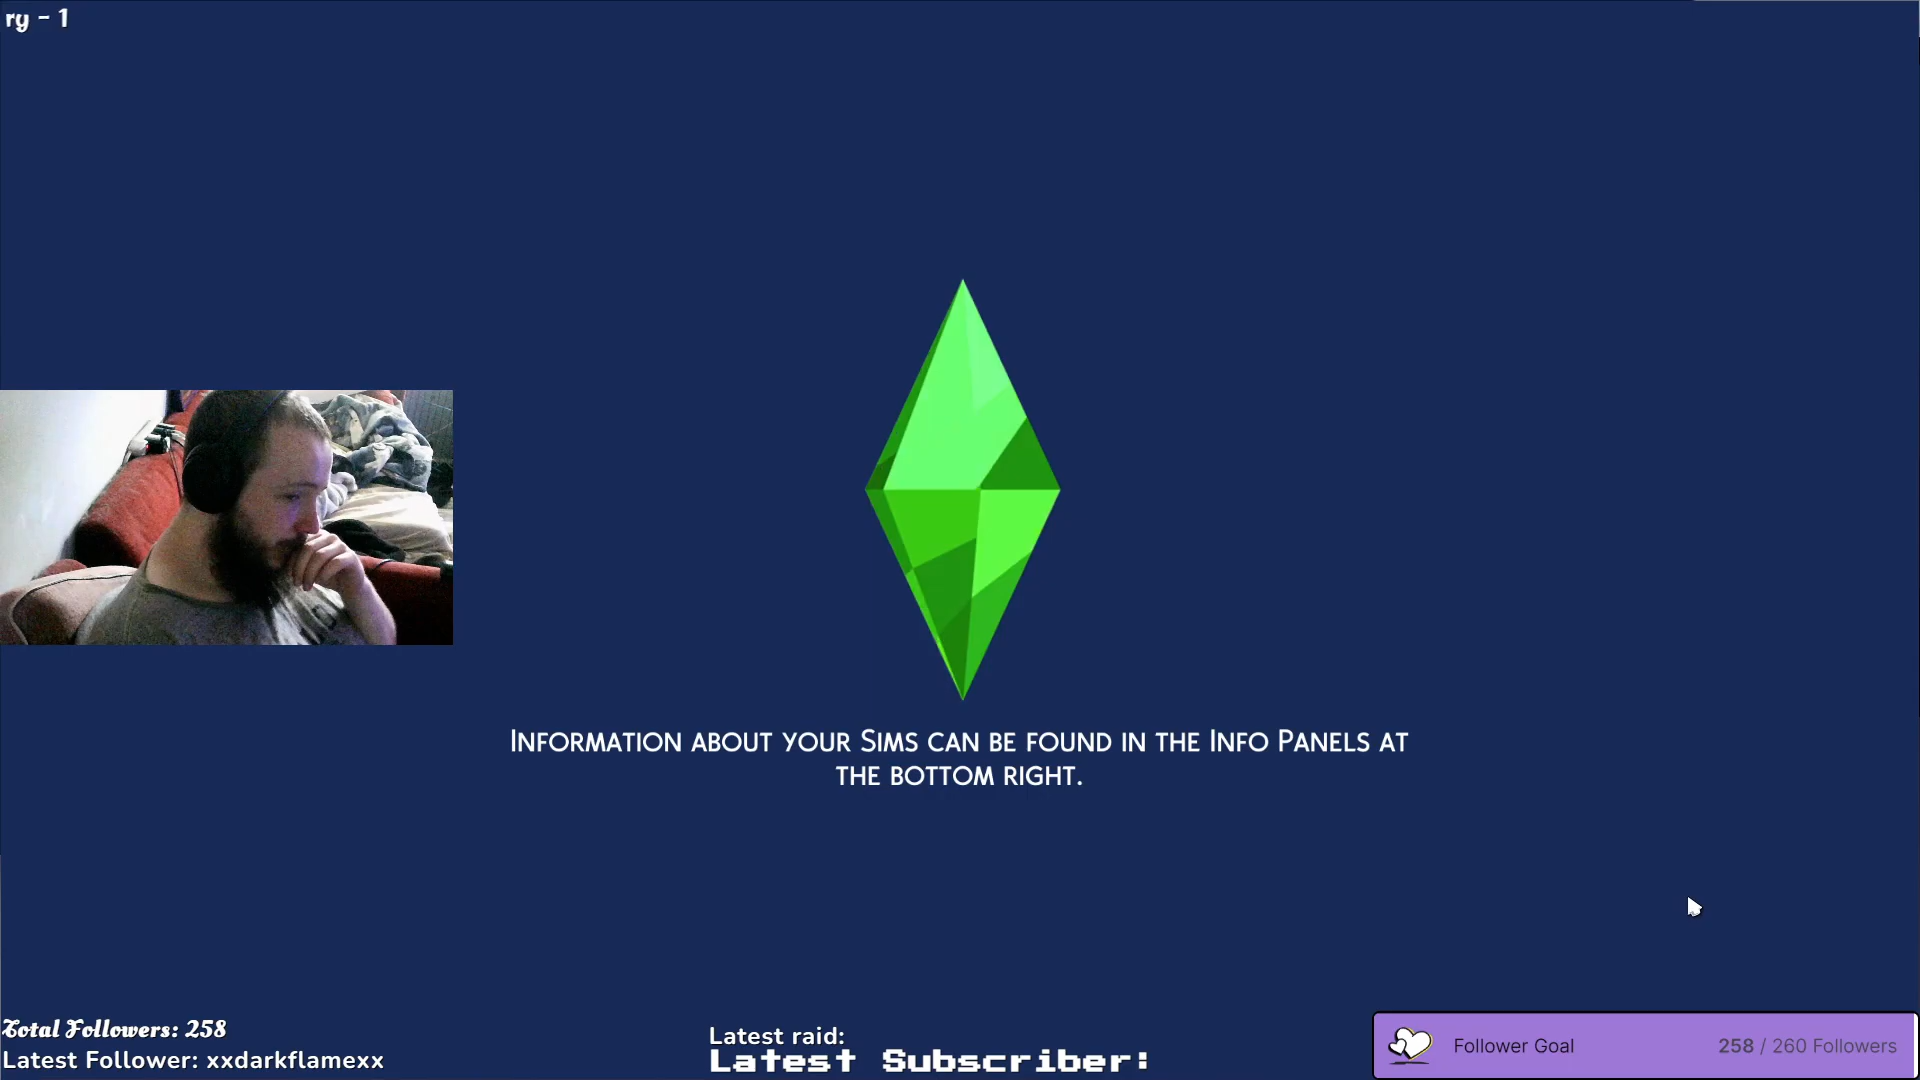 ry - 1
Information about your Sims can be found in the Info Panels at
the bottom right.
Total Followers: 258
Latest Follower: xxdarkflamexx
Latest raid:
Latest Subscriber:
Follower Goal
258 / 260 Followers